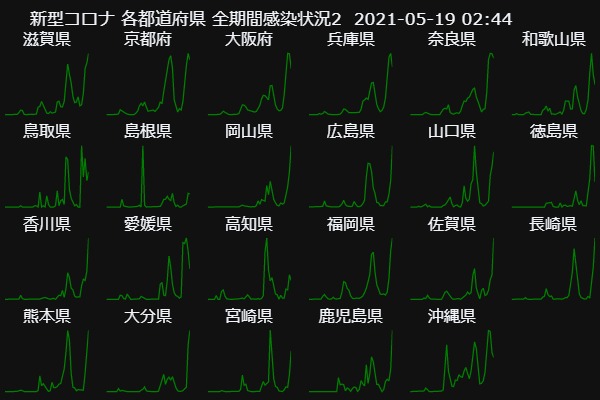 新型コロナ 各都道府県 全期間感染状況2 2021-05-19 02:44
滋賀県 京都府 大阪府 兵庫県 奈良県 和歌山県
鳥取県 島根県 岡山県 広島県 山口県 徳島県
香川県 愛媛県 高知県 福岡県 佐賀県 長崎県
熊本県 大分県 宮崎県 鹿児島県 沖縄県